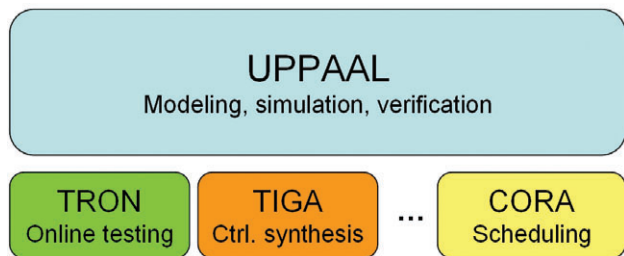 UPPAAL
Modeling, simulation, verification
TRON
Online testing
TIGA
Ctrl. synthesis
...
CORA
Scheduling